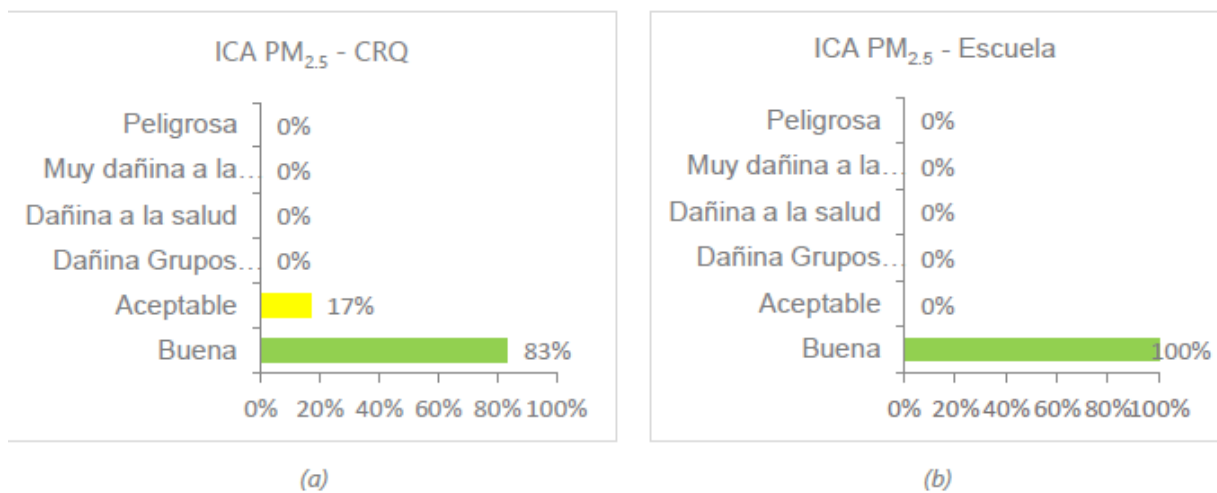 ICA PM2.5 - CRQ
Peligrosa 0%
Muy dañina a la… 0%
Dañina a la salud 0%
Dañina Grupos… 0%
Aceptable 17%
Buena 83%
0% 20% 40% 60% 80% 100%
(a)
ICA PM2.5 - Escuela
Peligrosa 0%
Muy dañina a la… 0%
Dañina a la salud 0%
Dañina Grupos… 0%
Aceptable 0%
Buena 100%
0% 20% 40% 60% 80% 100%
(b)